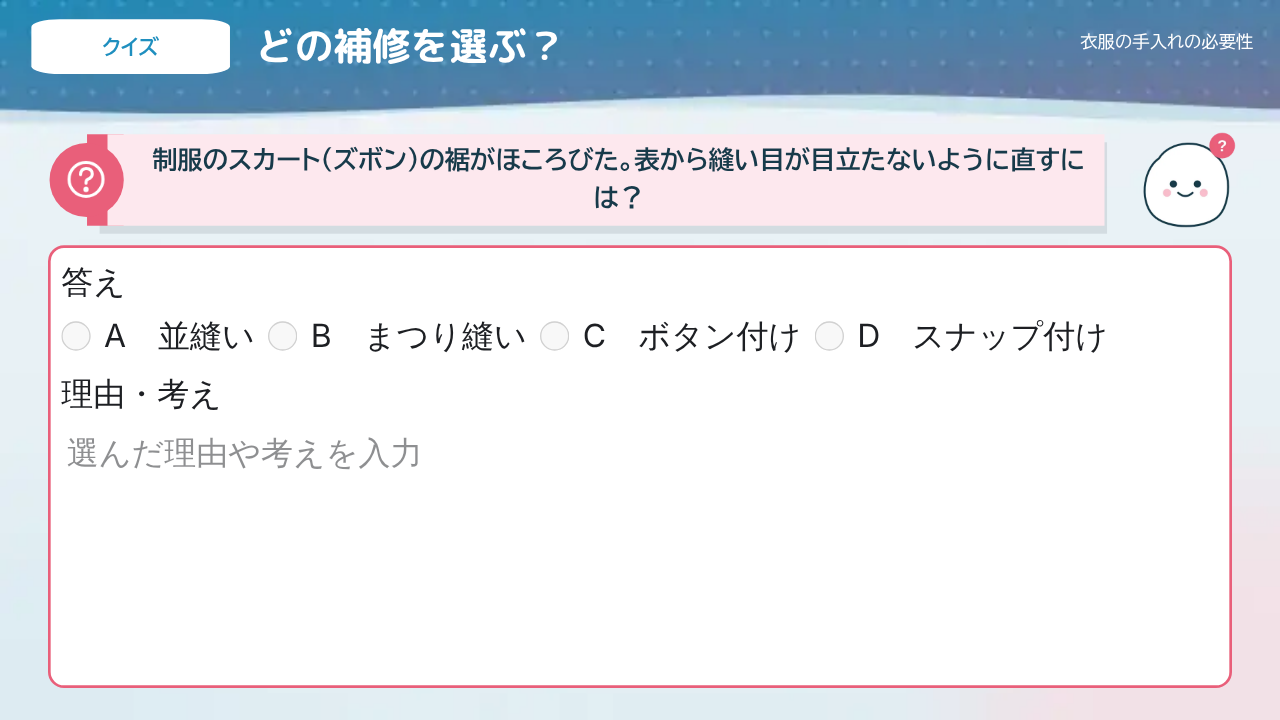 クイズ
どの補修を選ぶ？
衣服の手入れの必要性
制服のスカート（ズボン）の裾がほころびた。表から縫い目が目立たないように直すに
は？
?
答え
A　並縫い
B　まつり縫い
C　ボタン付け
D　スナップ付け
理由・考え
選んだ理由や考えを入力